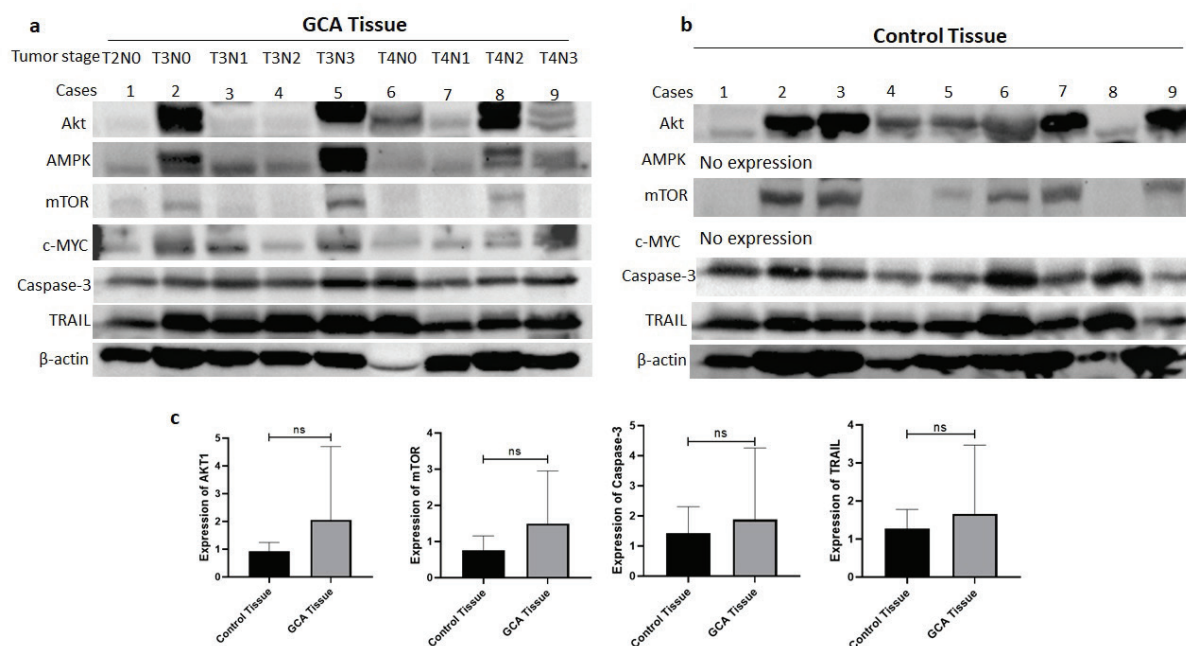 a
GCA Tissue
Tumor stage T2N0 T3N0 T3N1 T3N2 T3N3 T4N0 T4N1 T4N2 T4N3
Cases 1 2 3 4 5 6 7 8 9
Akt
AMPK
mTOR
c-MYC
Caspase-3
TRAIL
β-actin
b
Control Tissue
Cases 1 2 3 4 5 6 7 8 9
Akt
AMPK No expression
mTOR
c-MYC No expression
Caspase-3
TRAIL
β-actin
c
Expression of AKT1
5
4
3
2
1
0
ns
Control Tissue
GCA Tissue
Expression of mTOR
4
3
2
1
0
ns
Control Tissue
GCA Tissue
Expression of Caspase-3
5
4
3
2
1
0
ns
Control Tissue
GCA Tissue
Expression of TRAIL
4
3
2
1
0
ns
Control Tissue
GCA Tissue